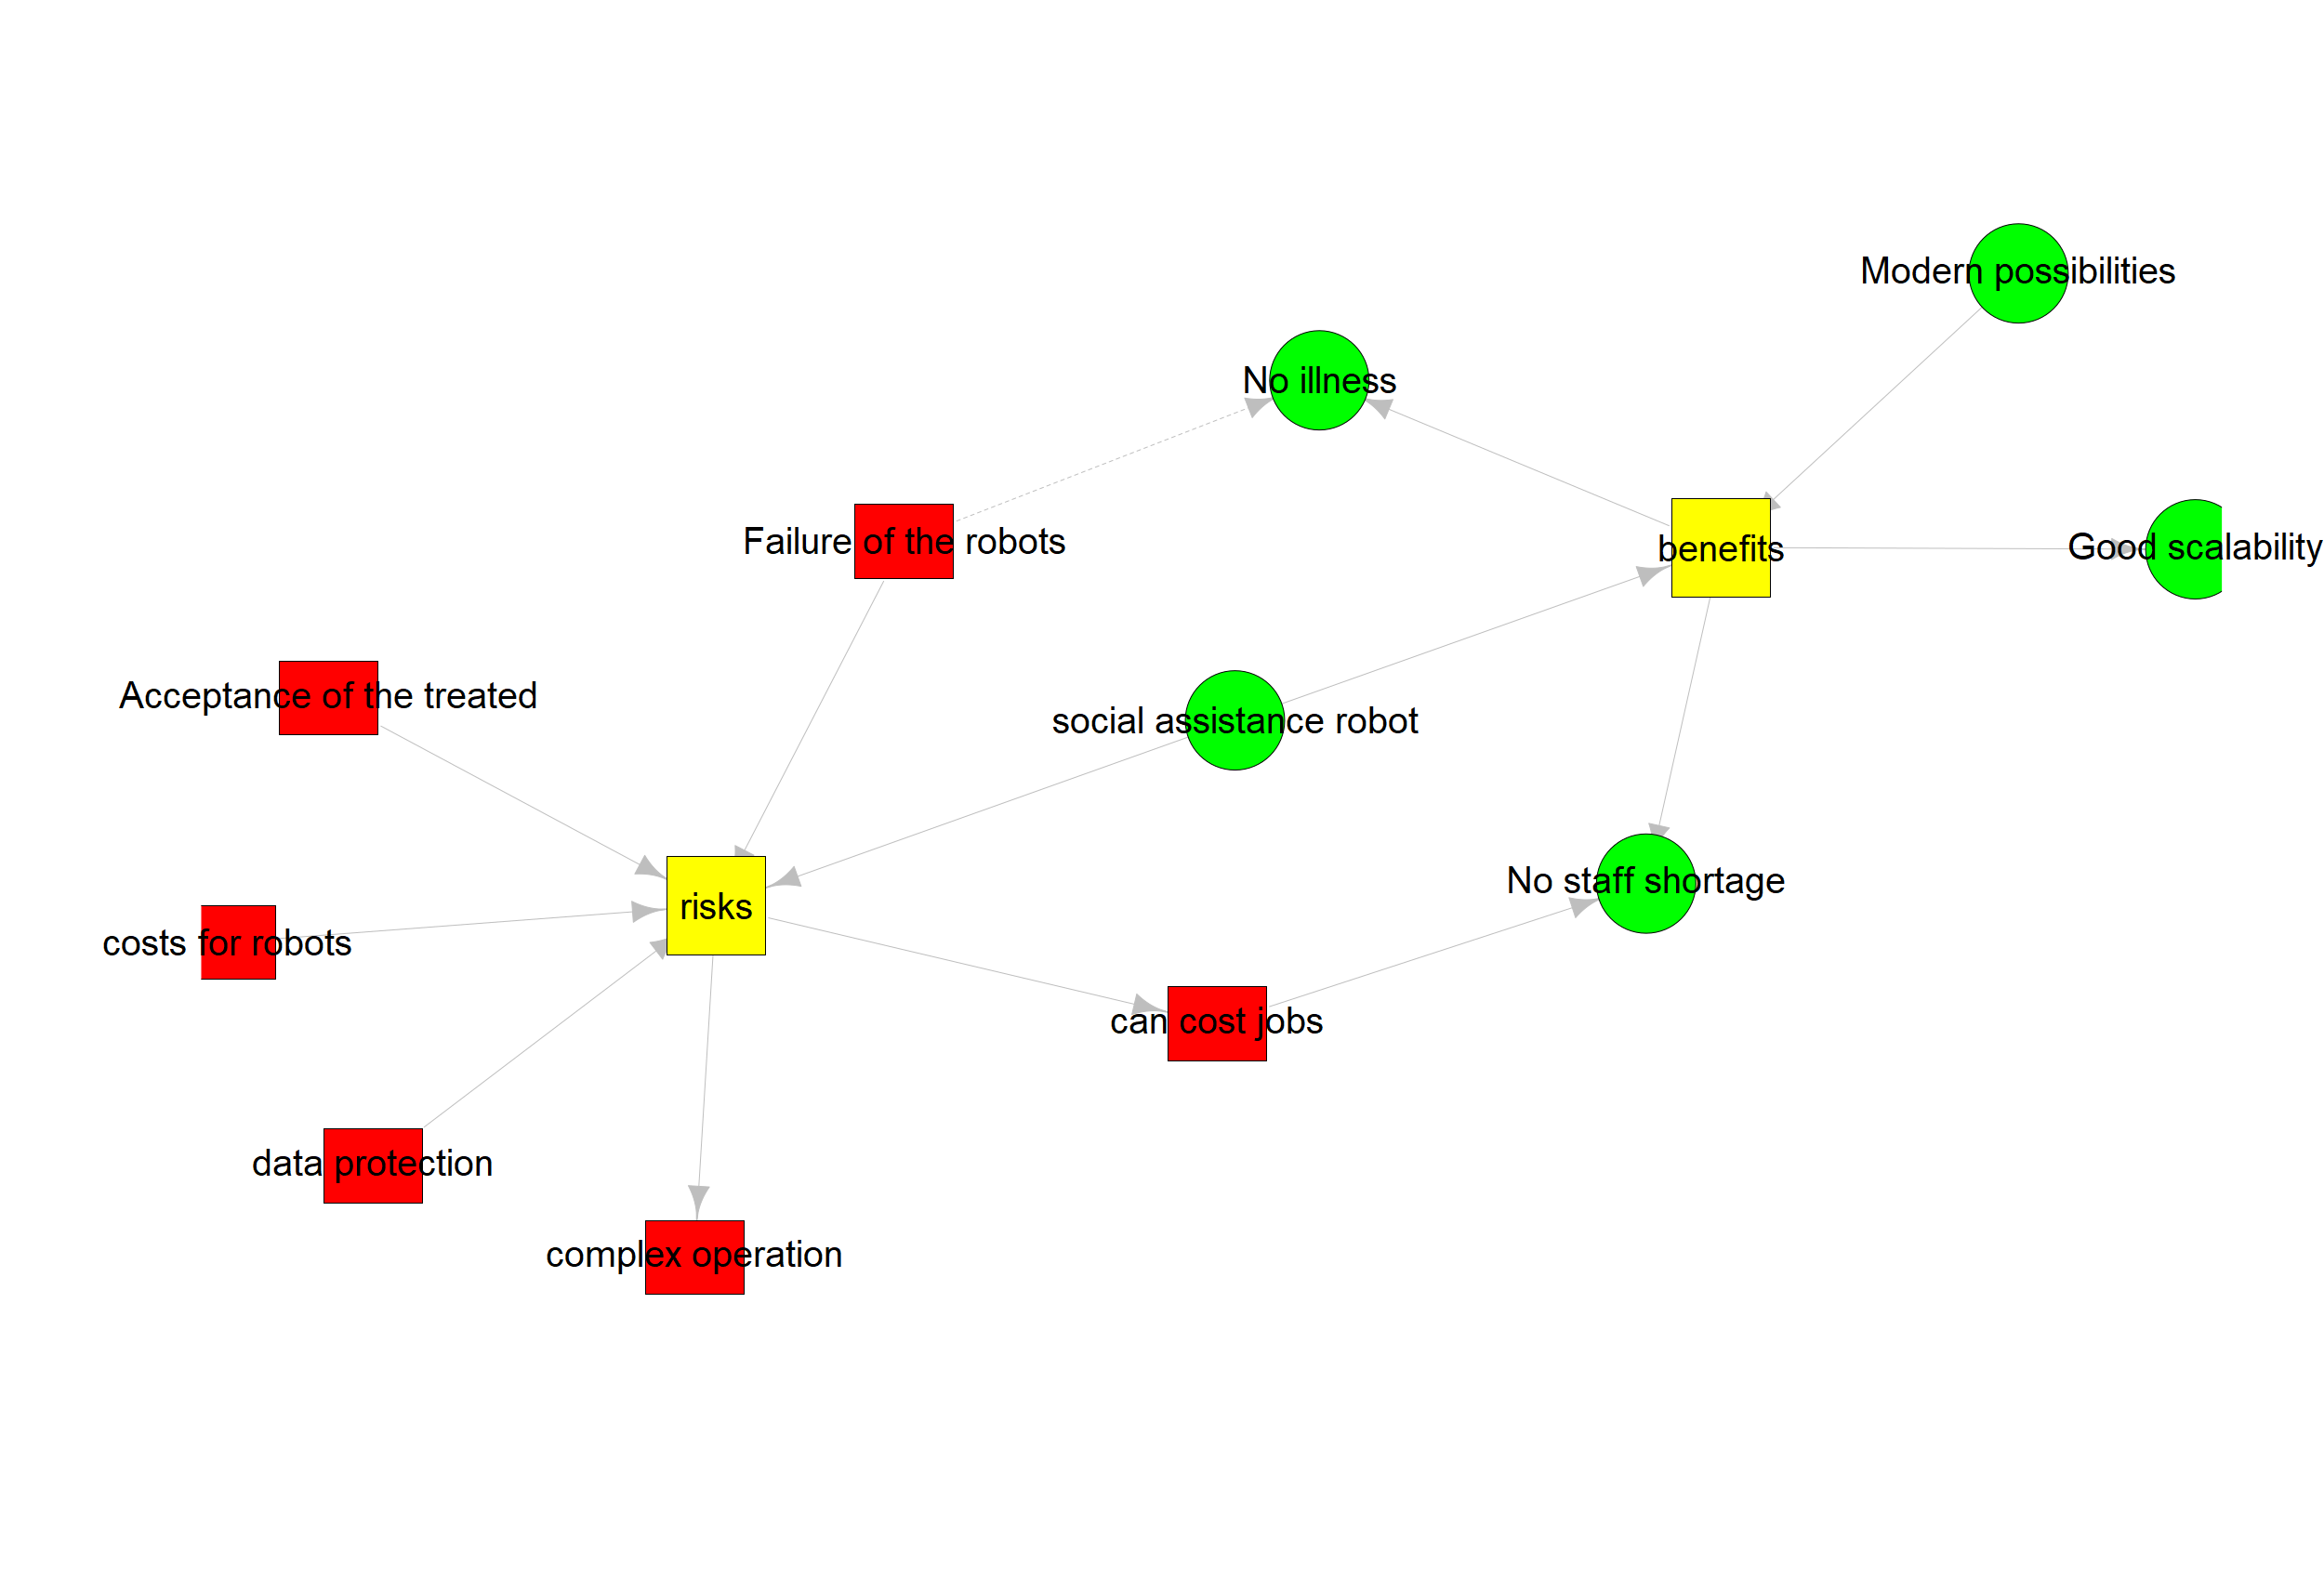 Modern possibilities
No illness
Failure of the robots
benefits
Good scalability
Acceptance of the treated
social assistance robot
No staff shortage
risks
costs for robots
can cost jobs
data protection
complex operation